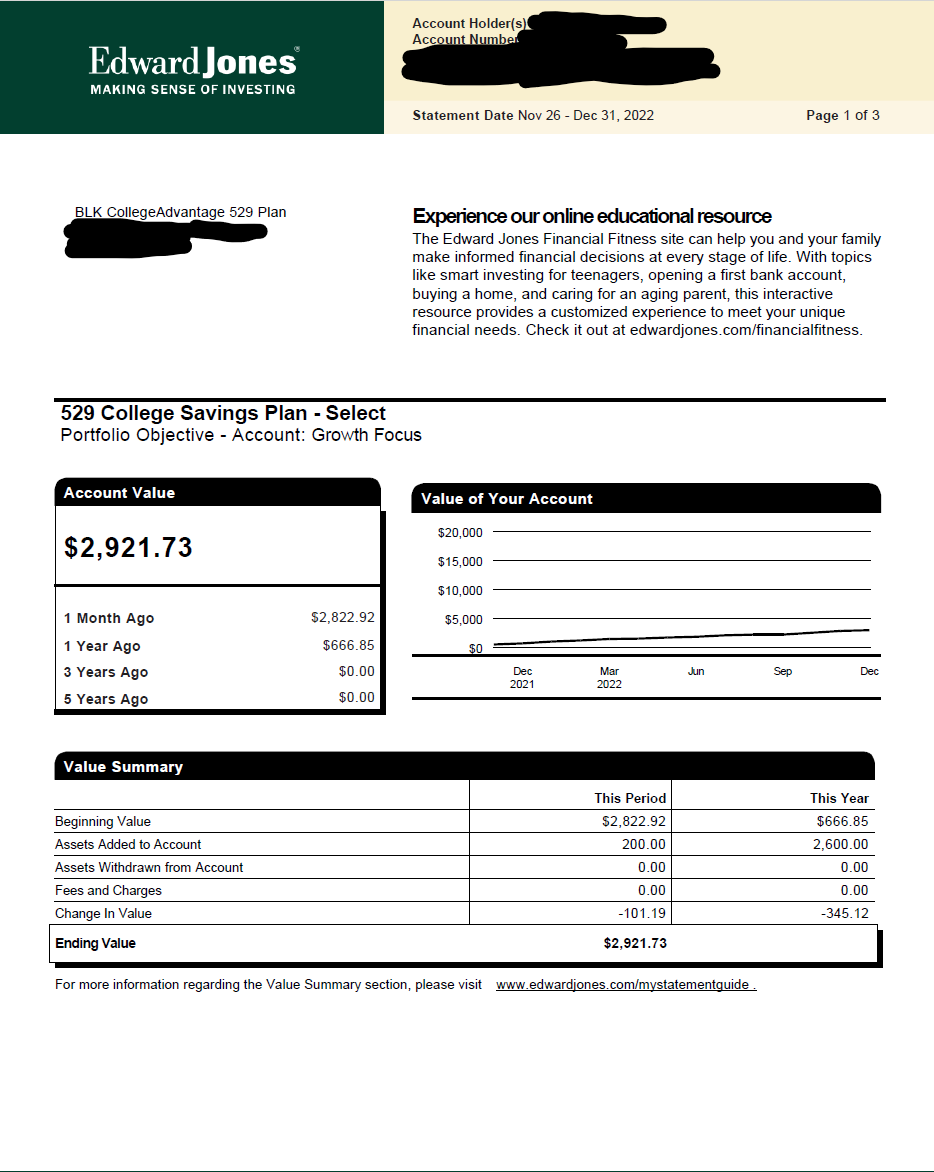 Edward Jones®
MAKING SENSE OF INVESTING
Account Holder(s)
Account Number
Statement Date Nov 26 - Dec 31, 2022
Page 1 of 3
BLK CollegeAdvantage 529 Plan
Experience our online educational resource
The Edward Jones Financial Fitness site can help you and your family
make informed financial decisions at every stage of life. With topics
like smart investing for teenagers, opening a first bank account,
buying a home, and caring for an aging parent, this interactive
resource provides a customized experience to meet your unique
financial needs. Check it out at edwardjones.com/financialfitness.
529 College Savings Plan - Select
Portfolio Objective - Account: Growth Focus
Account Value
$2,921.73
1 Month Ago $2,822.92
1 Year Ago $666.85
3 Years Ago $0.00
5 Years Ago $0.00
Value of Your Account
$20,000
$15,000
$10,000
$5,000
$0
Dec Mar Jun Sep Dec
2021 2022
Value Summary
This Period This Year
Beginning Value $2,822.92 $666.85
Assets Added to Account 200.00 2,600.00
Assets Withdrawn from Account 0.00 0.00
Fees and Charges 0.00 0.00
Change In Value -101.19 -345.12
Ending Value $2,921.73
For more information regarding the Value Summary section, please visit www.edwardjones.com/mystatementguide .